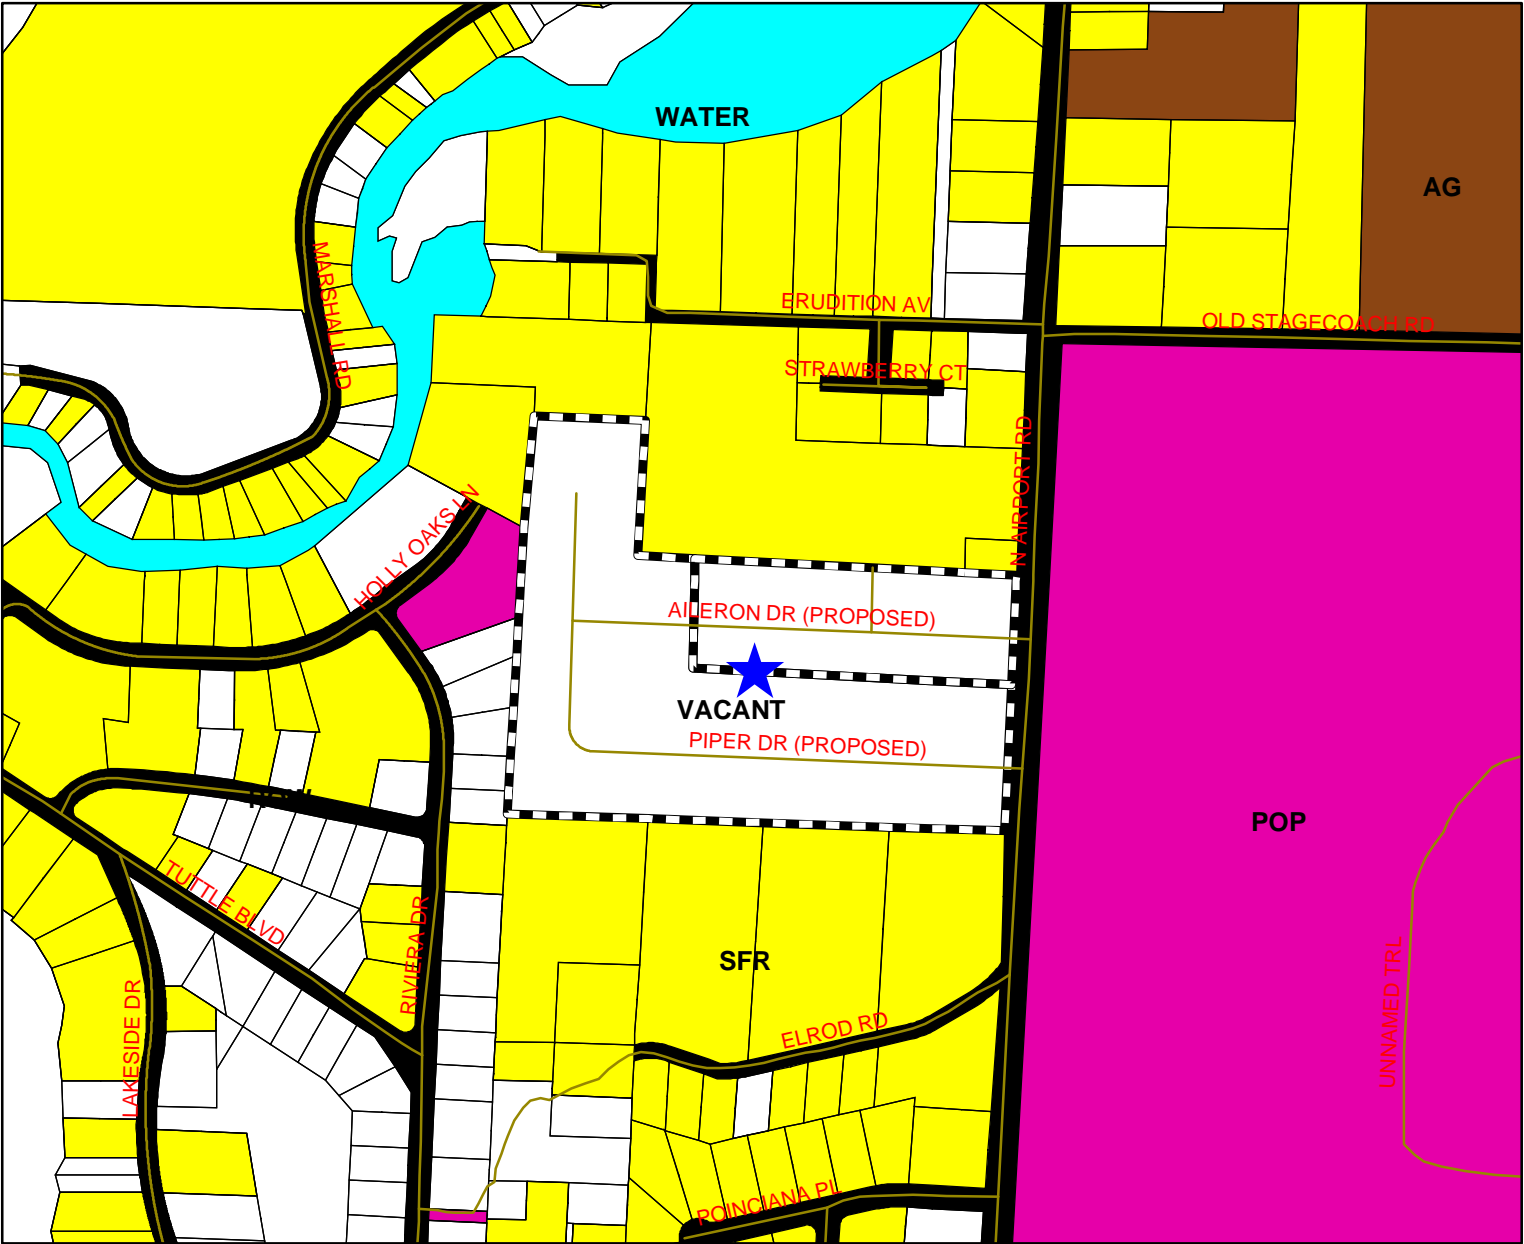 WATER
AG
MARSHALL RD
ERUDITION AV
OLD STAGECOACH RD
STRAWBERRY CT
N AIRPORT RD
HOLLY OAKS LN
AILERON DR (PROPOSED)
VACANT
PIPER DR (PROPOSED)
ROW
POP
TUTTLE BLVD
RIVIERA DR
SFR
UNNAMED TRL
LAKESIDE DR
ELROD RD
POINCIANA PL